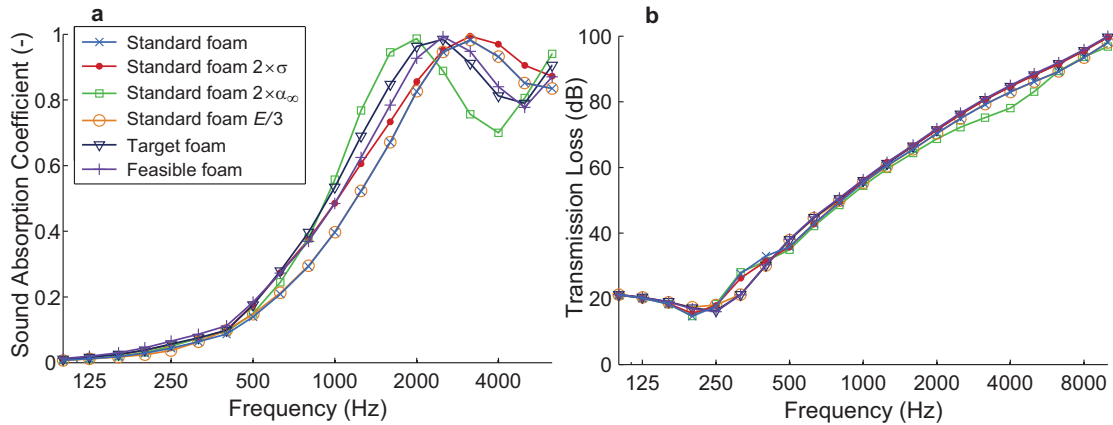 a
Sound Absorption Coefficient (-)
1
0.8
0.6
0.4
0.2
0
Standard foam
Standard foam 2×σ
Standard foam 2×α∞
Standard foam E/3
Target foam
Feasible foam
125 250 500 1000 2000 4000
Frequency (Hz)
b
Transmission Loss (dB)
100
80
60
40
20
0
125 250 500 1000 2000 4000 8000
Frequency (Hz)